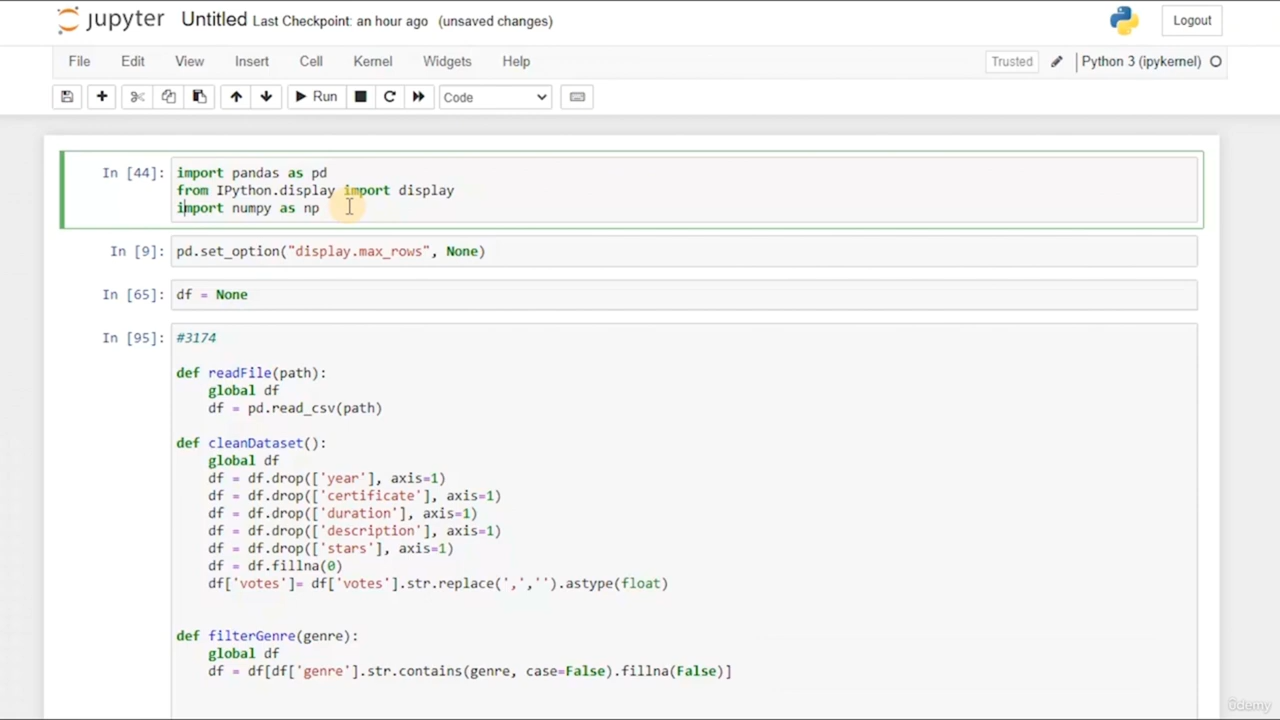 jupyter Untitled Last Checkpoint: an hour ago (unsaved changes) Logout
File Edit View Insert Cell Kernel Widgets Help Trusted Python 3 (ipykernel)
Run Code
In [44]: import pandas as pd
from IPython.display import display
import numpy as np
In [9]: pd.set_option("display.max_rows", None)
In [65]: df = None
In [95]: #3174
def readFile(path):
    global df
    df = pd.read_csv(path)
def cleanDataset():
    global df
    df = df.drop(['year'], axis=1)
    df = df.drop(['certificate'], axis=1)
    df = df.drop(['duration'], axis=1)
    df = df.drop(['description'], axis=1)
    df = df.drop(['stars'], axis=1)
    df = df.fillna(0)
    df['votes']= df['votes'].str.replace(',','').astype(float)
def filterGenre(genre):
    global df
    df = df[df['genre'].str.contains(genre, case=False).fillna(False)]
ûdemy